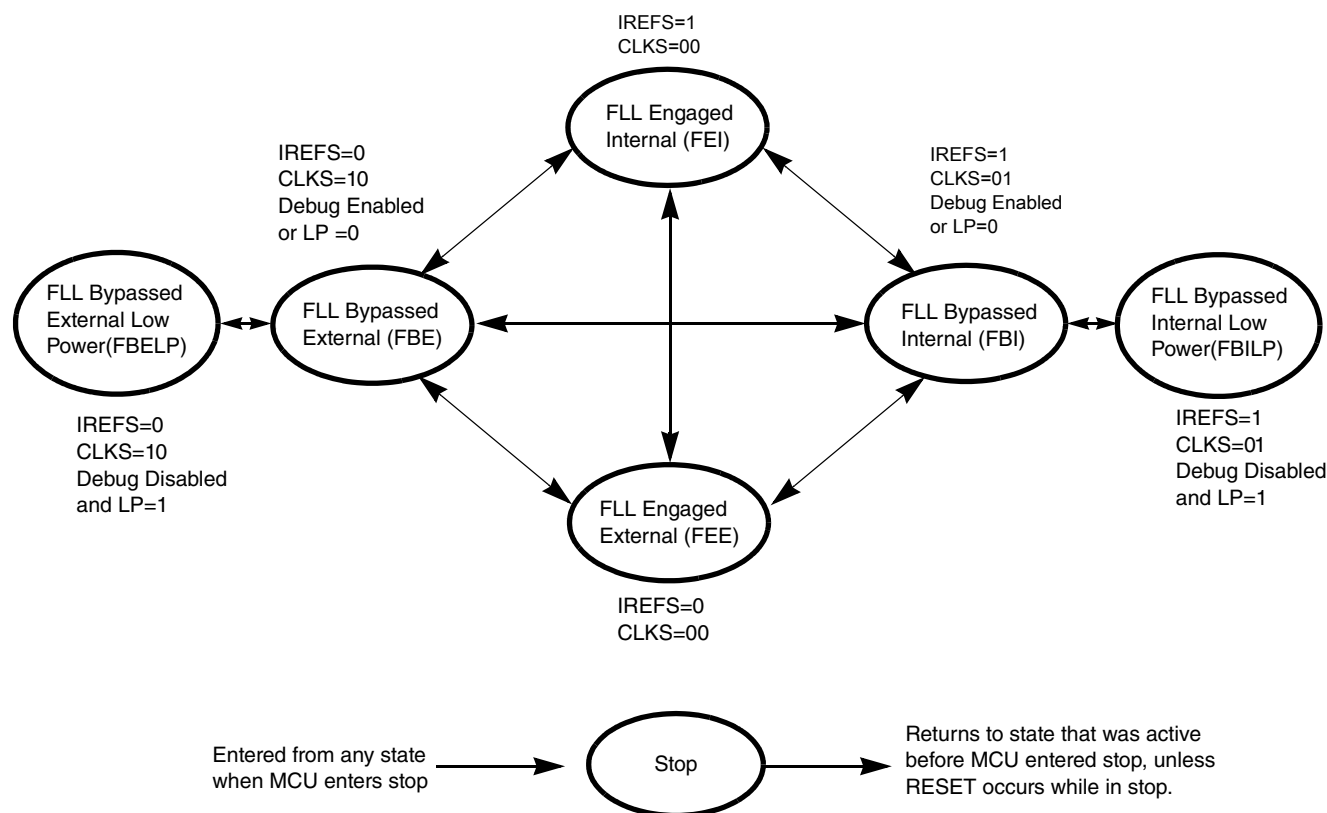 IREFS=1
CLKS=00
FLL Engaged
Internal (FEI)
IREFS=0
CLKS=10
Debug Enabled
or LP =0
IREFS=1
CLKS=01
Debug Enabled
or LP=0
FLL Bypassed
External Low
Power(FBELP)
FLL Bypassed
External (FBE)
FLL Bypassed
Internal (FBI)
FLL Bypassed
Internal Low
Power(FBILP)
IREFS=0
CLKS=10
Debug Disabled
and LP=1
IREFS=1
CLKS=01
Debug Disabled
and LP=1
FLL Engaged
External (FEE)
IREFS=0
CLKS=00
Entered from any state
when MCU enters stop
Stop
Returns to state that was active
before MCU entered stop, unless
RESET occurs while in stop.